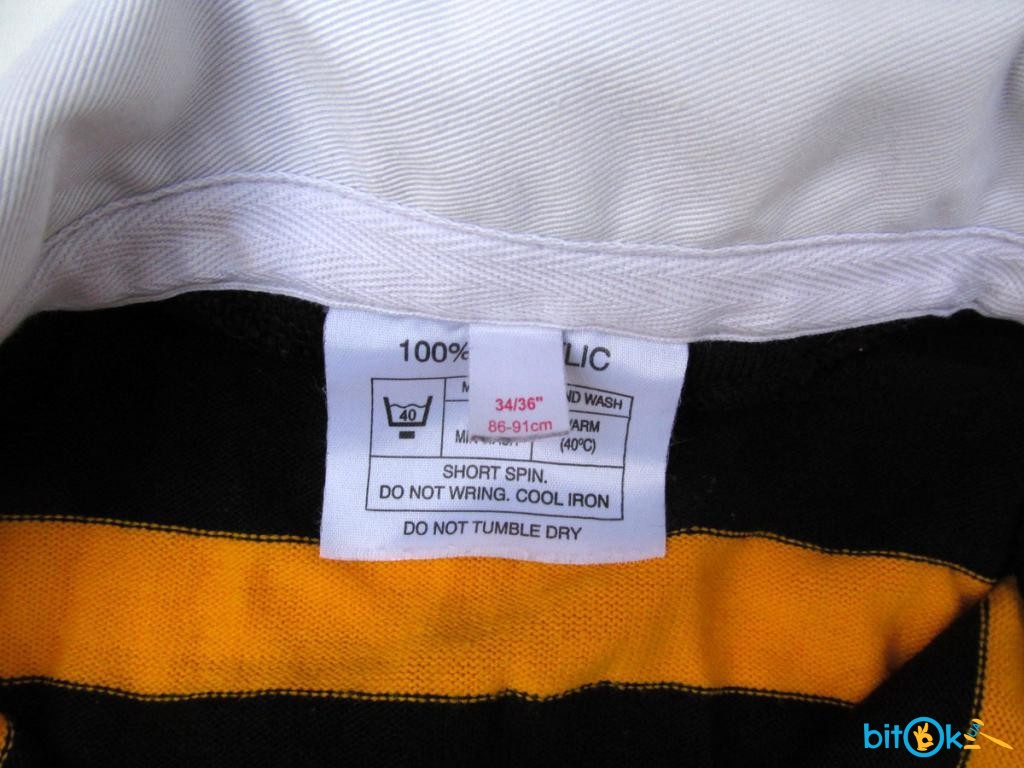 100% LIC
34/36"
86-91cm
40
ND WASH
ARM
(40ºC)
SHORT SPIN.
DO NOT WRING. COOL IRON
DO NOT TUMBLE DRY
bitOk